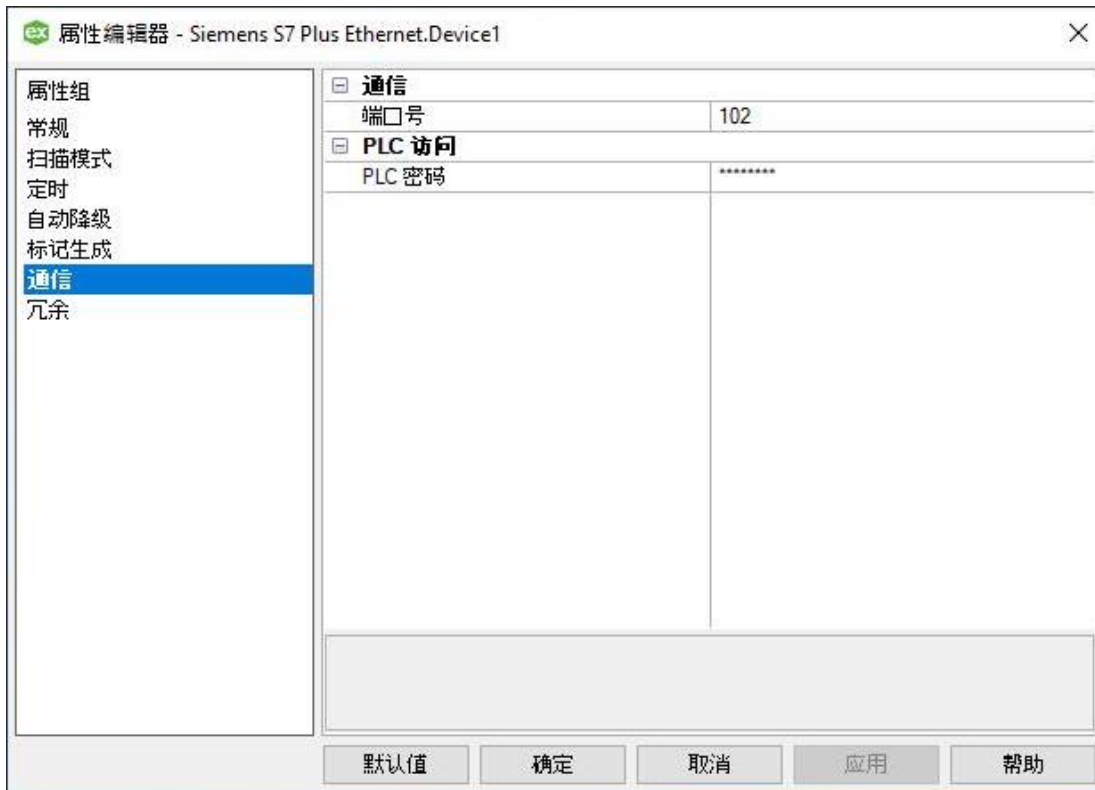 属性编辑器 - Siemens S7 Plus Ethernet.Device1
属性组
常规
扫描模式
定时
自动降级
标记生成
通信
冗余
通信
端口号 102
PLC 访问
PLC 密码 ********
默认值 确定 取消 应用 帮助